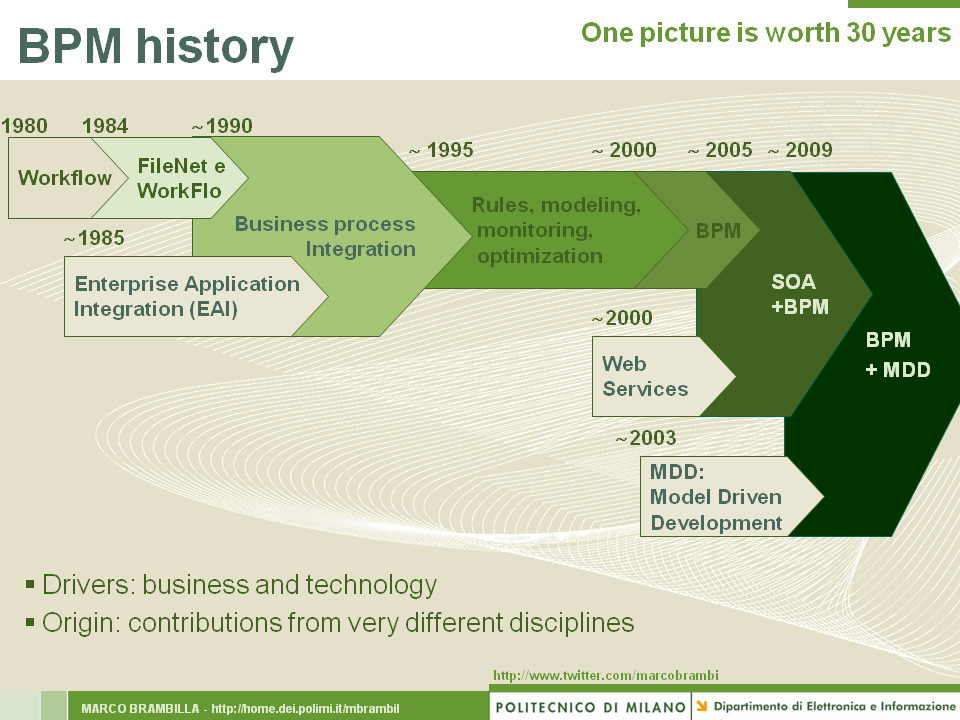 BPM history
One picture is worth 30 years
1980
1984
~1990
~ 1995
~ 2000
~ 2005
~ 2009
Workflow
FileNet e
WorkFlo
Business process
Integration
Rules, modeling,
monitoring,
optimization
BPM
~1985
Enterprise Application
Integration (EAI)
SOA
+BPM
~2000
Web
Services
BPM
+ MDD
~2003
MDD:
Model Driven
Development
▪ Drivers: business and technology
▪ Origin: contributions from very different disciplines
http://www.twitter.com/marcobrambi
MARCO BRAMBILLA - http://home.dei.polimi.it/mbrambil
POLITECNICO DI MILANO
Dipartimento di Elettronica e Informazione